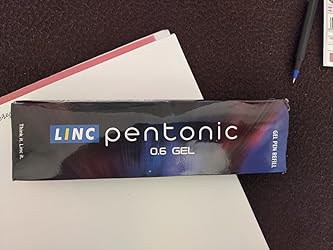 Think it. Linc it.
LINC pentonic
0.6 GEL
GEL PEN REFILL